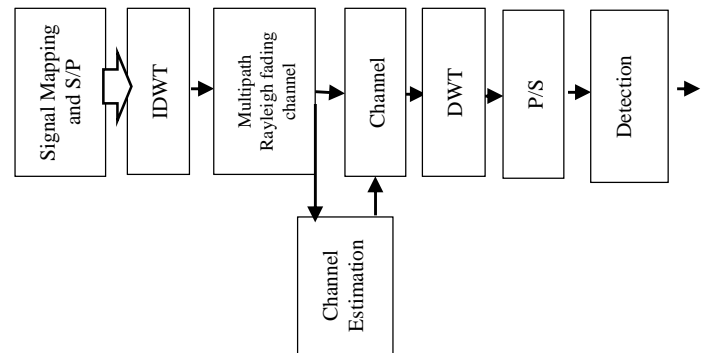 Signal Mapping
and S/P
IDWT
Multipath
Rayleigh fading
channel
Channel
DWT
P/S
Detection
Channel
Estimation